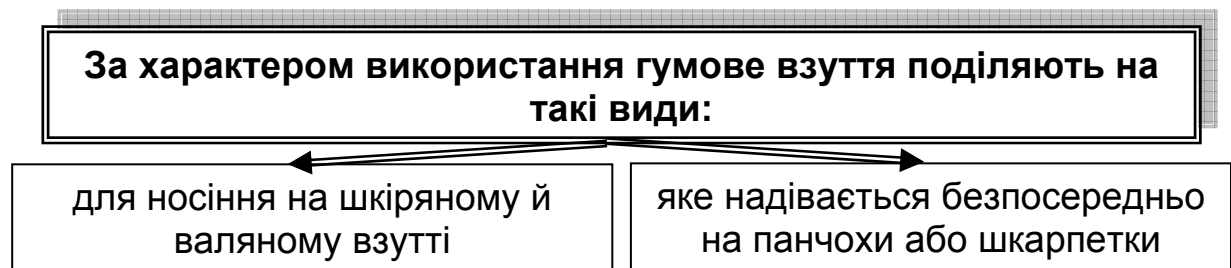 За характером використання гумове взуття поділяють на
такі види:
для носіння на шкіряному й
валяному взутті
яке надівається безпосередньо
на панчохи або шкарпетки